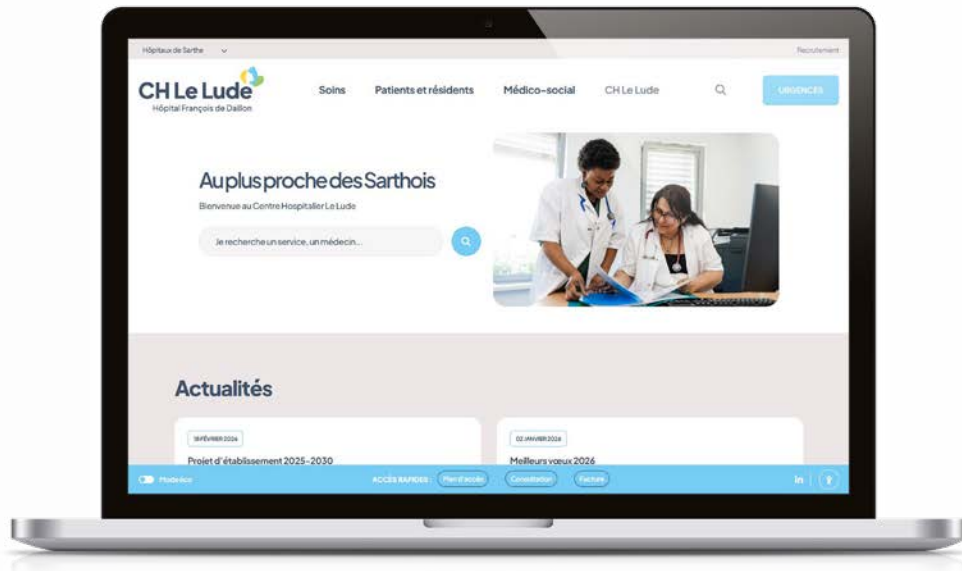 Hôpitaux de Sarthe
Recrutement
CH Le Lude
Hôpital François de Daillon
Soins
Patients et résidents
Médico-social
CH Le Lude
URGENCES
Au plus proche des Sarthois
Bienvenue au Centre Hospitalier Le Lude
Je recherche un service, un médecin...
Actualités
18 FÉVRIER 2026
02 JANVIER 2026
Projet d'établissement 2025-2030
Meilleurs vœux 2026
Mode éco
ACCÈS RAPIDES :
Plan d'accès
Consultation
Facture
in